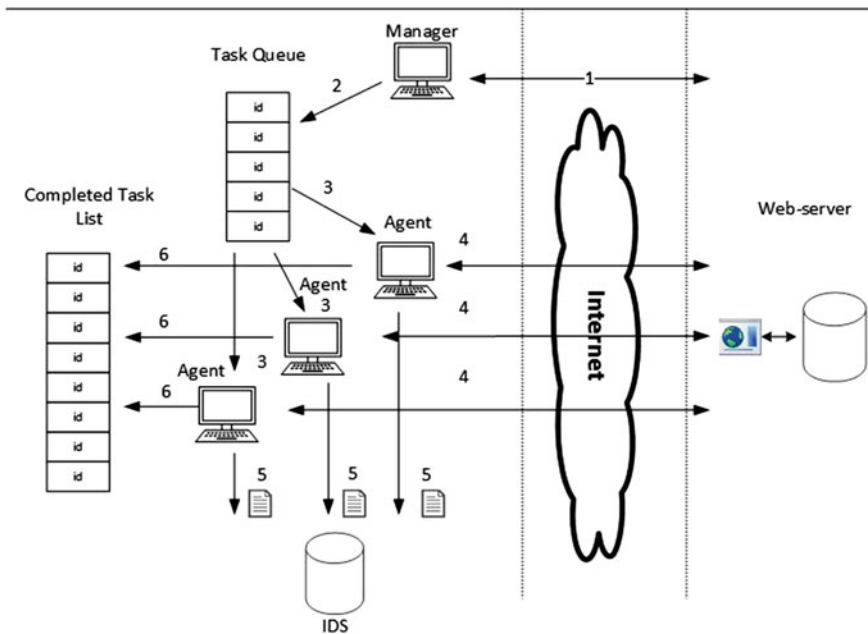 Manager
Task Queue
1
2
id
id
id
id
id
3
Completed Task
List
Agent
Web-server
4
6
id
id
id
id
id
id
id
id
Agent
3
4
6
Internet
3
Agent
4
6
5
5
5
IDS